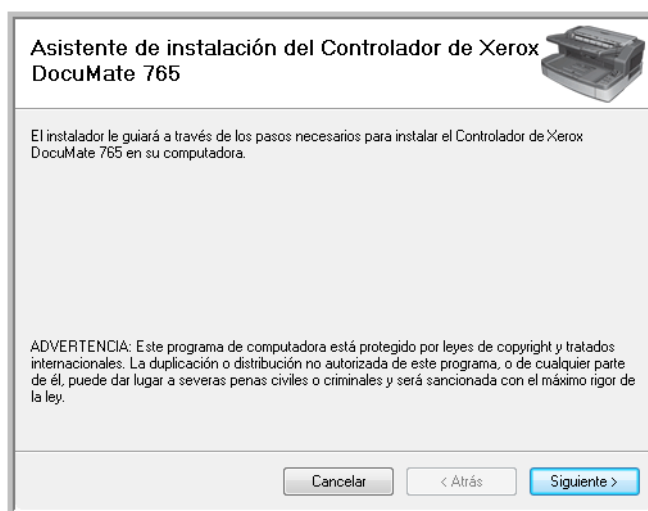 Asistente de instalación del Controlador de Xerox
DocuMate 765
El instalador le guiará a través de los pasos necesarios para instalar el Controlador de Xerox
DocuMate 765 en su computadora.
ADVERTENCIA: Este programa de computadora está protegido por leyes de copyright y tratados
internacionales. La duplicación o distribución no autorizada de este programa, o de cualquier parte
de él, puede dar lugar a severas penas civiles o criminales y será sancionada con el máximo rigor de
la ley.
Cancelar < Atrás Siguiente >